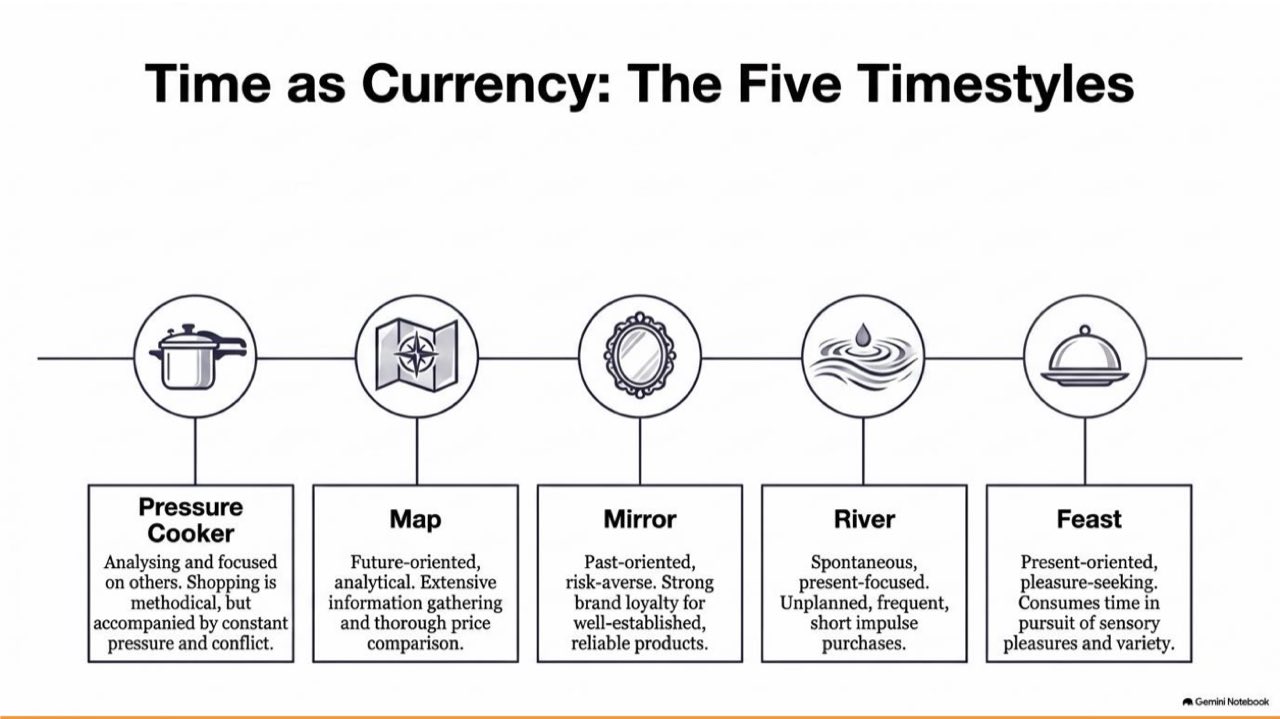 Time as Currency: The Five Timestyles
Pressure
Cooker
Analysing and focused
on others. Shopping is
methodical, but
accompanied by constant
pressure and conflict.
Map
Future-oriented,
analytical. Extensive
information gathering
and thorough price
comparison.
Mirror
Past-oriented,
risk-averse. Strong
brand loyalty for
well-established,
reliable products.
River
Spontaneous,
present-focused.
Unplanned, frequent,
short impulse
purchases.
Feast
Present-oriented,
pleasure-seeking.
Consumes time in
pursuit of sensory
pleasures and variety.
Gemini Notebook